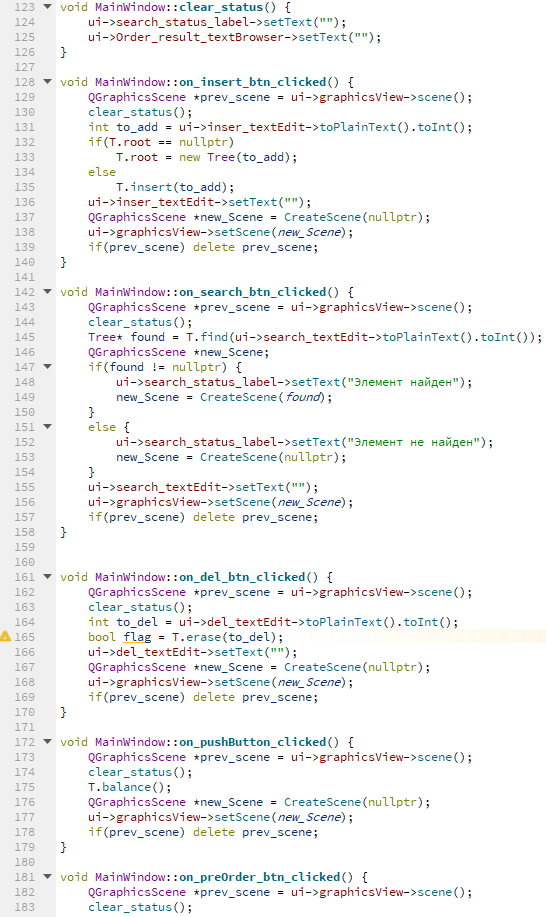 123 void MainWindow::clear_status() {
124     ui->search_status_label->setText("");
125     ui->Order_result_textBrowser->setText("");
126 }
127
128 void MainWindow::on_insert_btn_clicked() {
129     QGraphicsScene *prev_scene = ui->graphicsView->scene();
130     clear_status();
131     int to_add = ui->inser_textEdit->toPlainText().toInt();
132     if(T.root == nullptr)
133         T.root = new Tree(to_add);
134     else
135         T.insert(to_add);
136     ui->inser_textEdit->setText("");
137     QGraphicsScene *new_Scene = CreateScene(nullptr);
138     ui->graphicsView->setScene(new_Scene);
139     if(prev_scene) delete prev_scene;
140 }
141
142 void MainWindow::on_search_btn_clicked() {
143     QGraphicsScene *prev_scene = ui->graphicsView->scene();
144     clear_status();
145     Tree* found = T.find(ui->search_textEdit->toPlainText().toInt());
146     QGraphicsScene *new_Scene;
147     if(found != nullptr) {
148         ui->search_status_label->setText("Элемент найден");
149         new_Scene = CreateScene(found);
150     }
151     else {
152         ui->search_status_label->setText("Элемент не найден");
153         new_Scene = CreateScene(nullptr);
154     }
155     ui->search_textEdit->setText("");
156     ui->graphicsView->setScene(new_Scene);
157     if(prev_scene) delete prev_scene;
158 }
159
160
161 void MainWindow::on_del_btn_clicked() {
162     QGraphicsScene *prev_scene = ui->graphicsView->scene();
163     clear_status();
164     int to_del = ui->del_textEdit->toPlainText().toInt();
165     bool flag = T.erase(to_del);
166     ui->del_textEdit->setText("");
167     QGraphicsScene *new_Scene = CreateScene(nullptr);
168     ui->graphicsView->setScene(new_Scene);
169     if(prev_scene) delete prev_scene;
170 }
171
172 void MainWindow::on_pushButton_clicked() {
173     QGraphicsScene *prev_scene = ui->graphicsView->scene();
174     clear_status();
175     T.balance();
176     QGraphicsScene *new_Scene = CreateScene(nullptr);
177     ui->graphicsView->setScene(new_Scene);
178     if(prev_scene) delete prev_scene;
179 }
180
181 void MainWindow::on_preOrder_btn_clicked() {
182     QGraphicsScene *prev_scene = ui->graphicsView->scene();
183     clear_status();